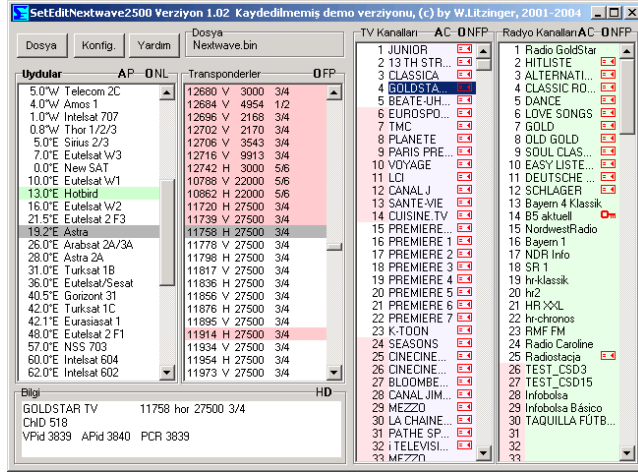 SetEditNextwave2500 Verziyon 1.02 Kaydedilmemiş demo verziyonu, (c) by W.Litzinger, 2001-2004
Dosya
Konfig.
Yardım
Dosya
Nextwave.bin
Uydular AP ONL
5.0°W Telecom 2C
4.0°W Amos 1
1.0°W Intelsat 707
0.8°W Thor 1/2/3
5.0°E Sirius 2/3
7.0°E Eutelsat W3
0.0°E New SAT
10.0°E Eutelsat W1
13.0°E Hotbird
16.0°E Eutelsat W2
21.5°E Eutelsat 2 F3
19.2°E Astra
26.0°E Arabsat 2A/3A
28.0°E Astra 2A
31.0°E Turksat 1B
36.0°E Eutelsat/Sesat
40.5°E Gorizont 31
42.0°E Turksat 1C
42.1°E Eurasiasat 1
48.0°E Eutelsat 2 F1
57.0°E NSS 703
60.0°E Intelsat 604
62.0°E Intelsat 602
Transponderler OFP
12680 V 3000 3/4
12684 V 4954 1/2
12696 V 2168 3/4
12702 V 2170 3/4
12706 V 3543 3/4
12716 V 9913 3/4
12742 H 3000 5/6
10788 V 22000 5/6
10862 H 22000 5/6
11720 H 27500 3/4
11739 V 27500 3/4
11758 H 27500 3/4
11778 V 27500 3/4
11798 H 27500 3/4
11817 V 27500 3/4
11836 H 27500 3/4
11856 V 27500 3/4
11876 H 27500 3/4
11895 V 27500 3/4
11914 H 27500 3/4
11934 V 27500 3/4
11954 H 27500 3/4
11973 V 27500 3/4
Bilgi HD
GOLDSTAR TV 11758 hor 27500 3/4
ChID 518
VPid 3839 APid 3840 PCR 3839
TV Kanalları AC ONFP
1 JUNIOR
2 13TH STR...
3 CLASSICA
4 GOLDSTA...
5 BEATE-UH...
6 EUROSPO...
7 TMC
8 PLANETE
9 PARIS PRE...
10 VOYAGE
11 LCI
12 CANAL J
13 SANTE-VIE
14 CUISINE.TV
15 PREMIERE...
16 PREMIERE 1
17 PREMIERE 2
18 PREMIERE 3
19 PREMIERE 4
20 PREMIERE 5
21 PREMIERE 6
22 PREMIERE 7
23 K-TOON
24 SEASONS
25 CINECINE...
26 CINECINE...
27 BLOOMBE...
28 CANAL JIM...
29 MEZZO
30 LA CHAINE...
31 PATHE SP...
32 i TELEVISI...
33 MEZZO
Radyo Kanalları AC ONFP
1 Radio GoldStar
2 HITLISTE
3 ALTERNATI...
4 CLASSIC RO...
5 DANCE
6 LOVE SONGS
7 GOLD
8 OLD GOLD
9 SOUL CLAS...
10 EASY LISTE...
11 DEUTSCHE ...
12 SCHLAGER
13 Bayern 4 Klassik
14 B5 aktuell
15 NordwestRadio
16 Bayern 1
17 NDR Info
18 SR 1
19 hr-klassik
20 hr2
21 HR XXL
22 hr-chronos
23 RMF FM
24 Radio Caroline
25 Radiostacja
26 TEST_CSD3
27 TEST_CSD15
28 Infobolsa
29 Infobolsa Básico
30 TAQUILLA FÚTB...
31
32
33